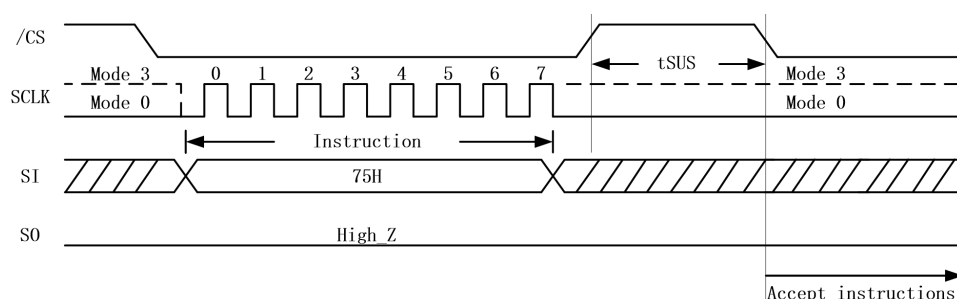 /CS
tSUS
Mode 3 0 1 2 3 4 5 6 7 Mode 3
SCLK
Mode 0 Mode 0
Instruction
SI 75H
SO High_Z
Accept instructions